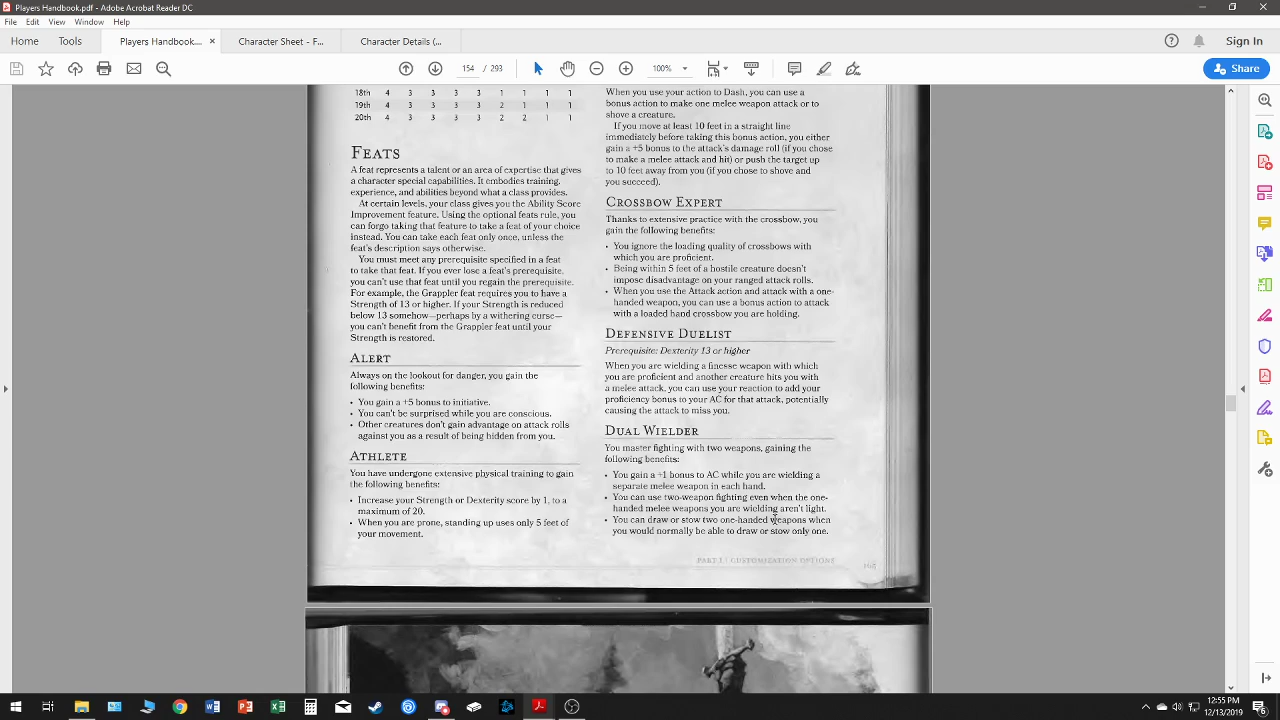 Players Handbook.pdf - Adobe Acrobat Reader DC
File Edit View Window Help
Home Tools Players Handbook.... × Character Sheet - F... Character Details (...
Sign In
154 / 293 100%
Share
18th 4 3 3 3 3 1 1 1 1
19th 4 3 3 3 3 2 1 1 1
20th 4 3 3 3 3 2 2 1 1
FEATS
A feat represents a talent or an area of expertise that gives
a character special capabilities. It embodies training,
experience, and abilities beyond what a class provides.
At certain levels, your class gives you the Ability Score
Improvement feature. Using the optional feats rule, you
can forgo taking that feature to take a feat of your choice
instead. You can take each feat only once, unless the
feat's description says otherwise.
You must meet any prerequisite specified in a feat
to take that feat. If you ever lose a feat's prerequisite,
you can't use that feat until you regain the prerequisite.
For example, the Grappler feat requires you to have a
Strength of 13 or higher. If your Strength is reduced
below 13 somehow—perhaps by a withering curse—
you can't benefit from the Grappler feat until your
Strength is restored.
ALERT
Always on the lookout for danger, you gain the
following benefits:
• You gain a +5 bonus to initiative.
• You can't be surprised while you are conscious.
• Other creatures don't gain advantage on attack rolls
against you as a result of being hidden from you.
ATHLETE
You have undergone extensive physical training to gain
the following benefits:
• Increase your Strength or Dexterity score by 1, to a
maximum of 20.
• When you are prone, standing up uses only 5 feet of
your movement.
When you use your action to Dash, you can use a
bonus action to make one melee weapon attack or to
shove a creature.
If you move at least 10 feet in a straight line
immediately before taking this bonus action, you either
gain a +5 bonus to the attack's damage roll (if you chose
to make a melee attack and hit) or push the target up
to 10 feet away from you (if you chose to shove and
you succeed).
CROSSBOW EXPERT
Thanks to extensive practice with the crossbow, you
gain the following benefits:
• You ignore the loading quality of crossbows with
which you are proficient.
• Being within 5 feet of a hostile creature doesn't
impose disadvantage on your ranged attack rolls.
• When you use the Attack action and attack with a one-
handed weapon, you can use a bonus action to attack
with a loaded hand crossbow you are holding.
DEFENSIVE DUELIST
Prerequisite: Dexterity 13 or higher
When you are wielding a finesse weapon with which
you are proficient and another creature hits you with
a melee attack, you can use your reaction to add your
proficiency bonus to your AC for that attack, potentially
causing the attack to miss you.
DUAL WIELDER
You master fighting with two weapons, gaining the
following benefits:
• You gain a +1 bonus to AC while you are wielding a
separate melee weapon in each hand.
• You can use two-weapon fighting even when the one-
handed melee weapons you are wielding aren't light.
• You can draw or stow two one-handed weapons when
you would normally be able to draw or stow only one.
PART 1 | CUSTOMIZATION OPTIONS 165
12:55 PM
12/13/2019